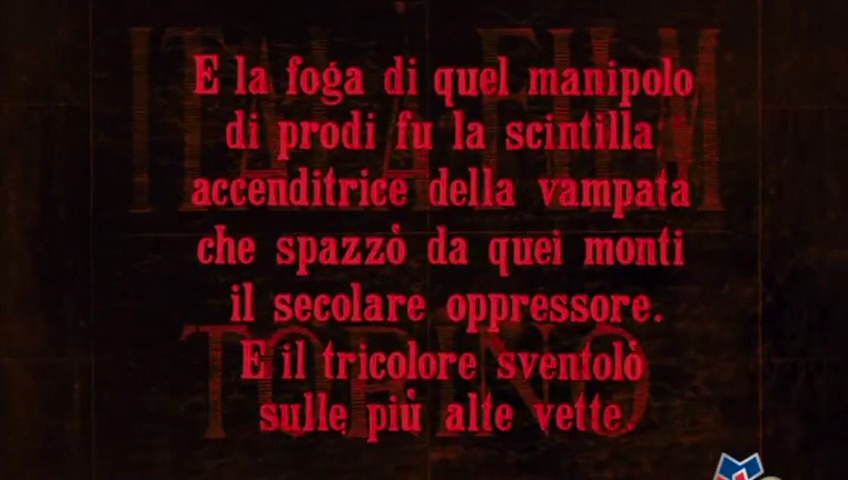 E la foga di quel manipolo
di prodi fu la scintilla
accenditrice della vampata
che spazzò da quei monti
il secolare oppressore.
E il tricolore sventolò
sulle più alte vette.
ITALA FILM
TORINO